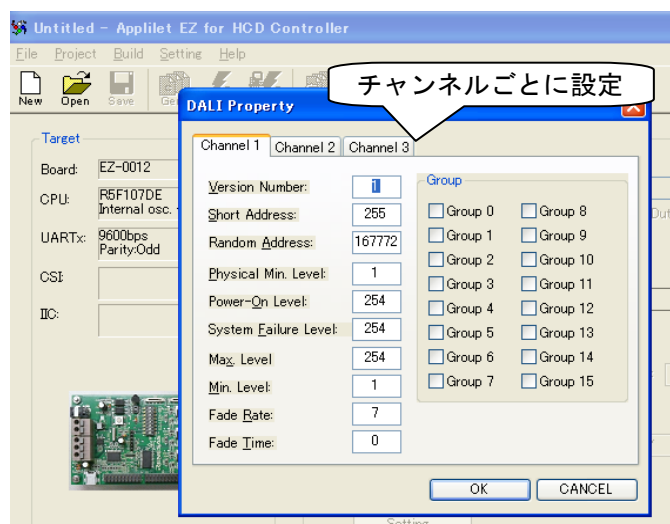 Untitled - Applilet EZ for HCD Controller
File Project Build Setting Help
New Open Save
チャンネルごとに設定
DALI Property
Channel 1 Channel 2 Channel 3
Target
Board: EZ-0012
CPU: R5F107DE
Internal osc.
UARTx: 9600bps
Parity:Odd
CSI:
IIC:
Version Number: 1
Short Address: 255
Random Address: 167772
Physical Min. Level: 1
Power-On Level: 254
System Failure Level: 254
Max. Level 254
Min. Level: 1
Fade Rate: 7
Fade Time: 0
Group
Group 0 Group 8
Group 1 Group 9
Group 2 Group 10
Group 3 Group 11
Group 4 Group 12
Group 5 Group 13
Group 6 Group 14
Group 7 Group 15
OK CANCEL